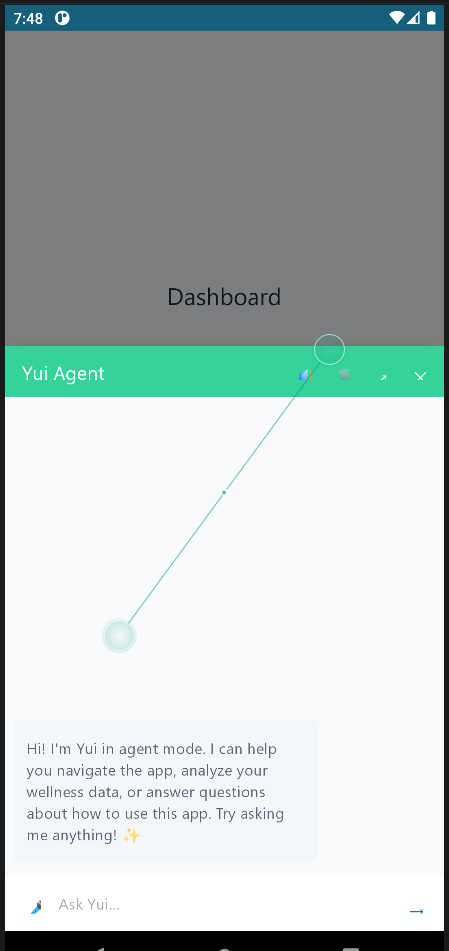 7:48
Dashboard
Yui Agent
Hi! I'm Yui in agent mode. I can help
you navigate the app, analyze your
wellness data, or answer questions
about how to use this app. Try asking
me anything! ✨
Ask Yui...